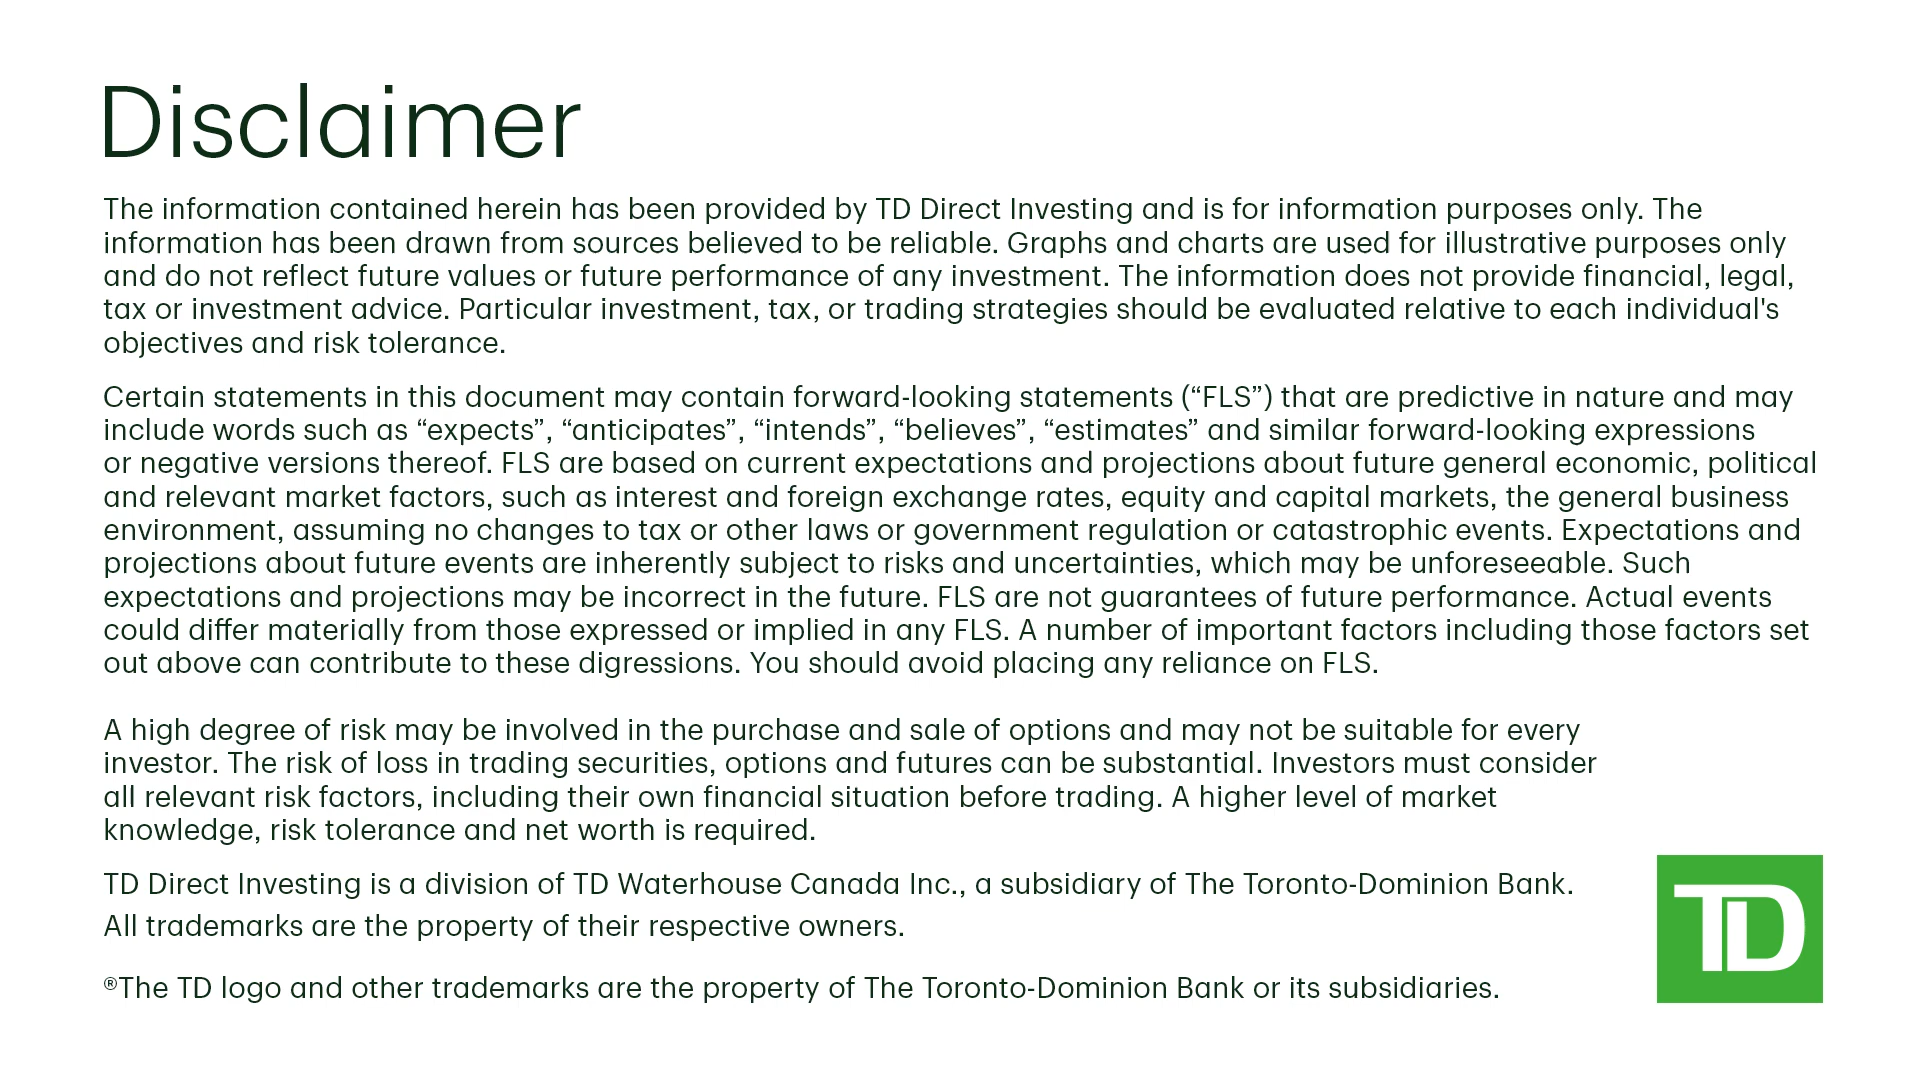 Disclaimer
The information contained herein has been provided by TD Direct Investing and is for information purposes only. The
information has been drawn from sources believed to be reliable. Graphs and charts are used for illustrative purposes only
and do not reflect future values or future performance of any investment. The information does not provide financial, legal,
tax or investment advice. Particular investment, tax, or trading strategies should be evaluated relative to each individual's
objectives and risk tolerance.
Certain statements in this document may contain forward-looking statements (“FLS”) that are predictive in nature and may
include words such as “expects”, “anticipates”, “intends”, “believes”, “estimates” and similar forward-looking expressions
or negative versions thereof. FLS are based on current expectations and projections about future general economic, political
and relevant market factors, such as interest and foreign exchange rates, equity and capital markets, the general business
environment, assuming no changes to tax or other laws or government regulation or catastrophic events. Expectations and
projections about future events are inherently subject to risks and uncertainties, which may be unforeseeable. Such
expectations and projections may be incorrect in the future. FLS are not guarantees of future performance. Actual events
could differ materially from those expressed or implied in any FLS. A number of important factors including those factors set
out above can contribute to these digressions. You should avoid placing any reliance on FLS.
A high degree of risk may be involved in the purchase and sale of options and may not be suitable for every
investor. The risk of loss in trading securities, options and futures can be substantial. Investors must consider
all relevant risk factors, including their own financial situation before trading. A higher level of market
knowledge, risk tolerance and net worth is required.
TD Direct Investing is a division of TD Waterhouse Canada Inc., a subsidiary of The Toronto-Dominion Bank.
All trademarks are the property of their respective owners.
®The TD logo and other trademarks are the property of The Toronto-Dominion Bank or its subsidiaries.
TD